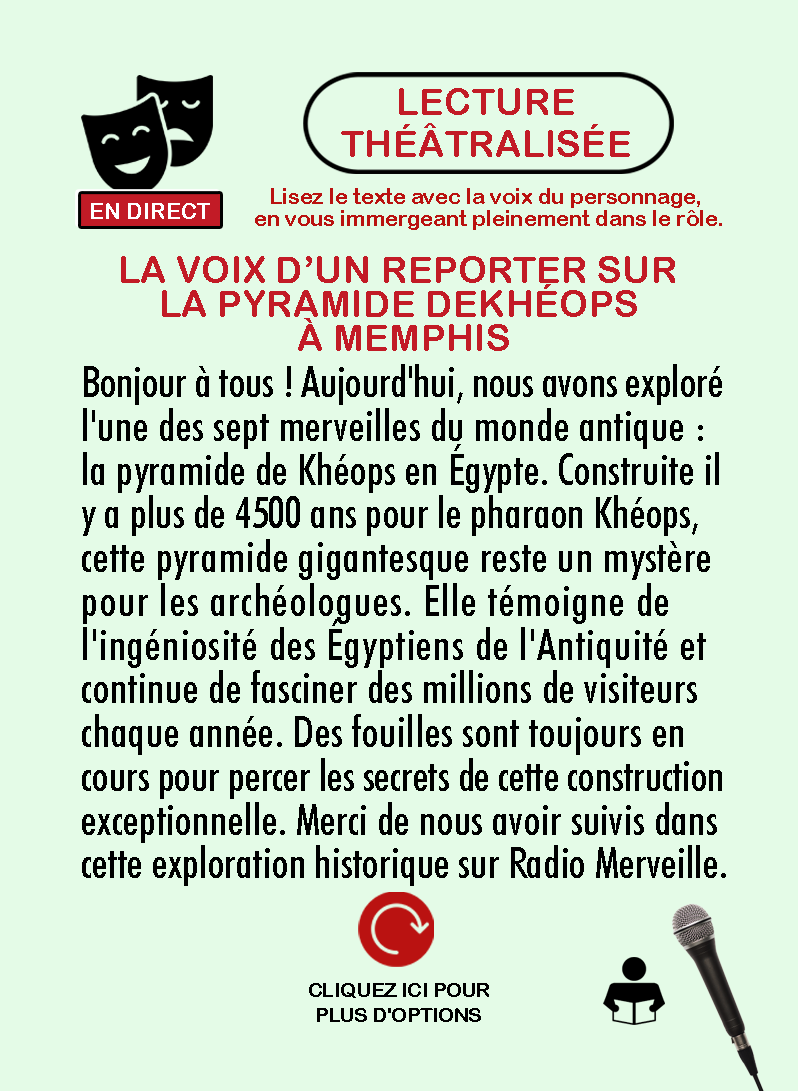 LECTURE
THÉÂTRALISÉE
EN DIRECT
Lisez le texte avec la voix du personnage,
en vous immergeant pleinement dans le rôle.
LA VOIX D’UN REPORTER SUR
LA PYRAMIDE DEKHÉOPS
À MEMPHIS
Bonjour à tous ! Aujourd'hui, nous avons exploré
l'une des sept merveilles du monde antique :
la pyramide de Khéops en Égypte. Construite il
y a plus de 4500 ans pour le pharaon Khéops,
cette pyramide gigantesque reste un mystère
pour les archéologues. Elle témoigne de
l'ingéniosité des Égyptiens de l'Antiquité et
continue de fasciner des millions de visiteurs
chaque année. Des fouilles sont toujours en
cours pour percer les secrets de cette construction
exceptionnelle. Merci de nous avoir suivis dans
cette exploration historique sur Radio Merveille.
CLIQUEZ ICI POUR
PLUS D'OPTIONS